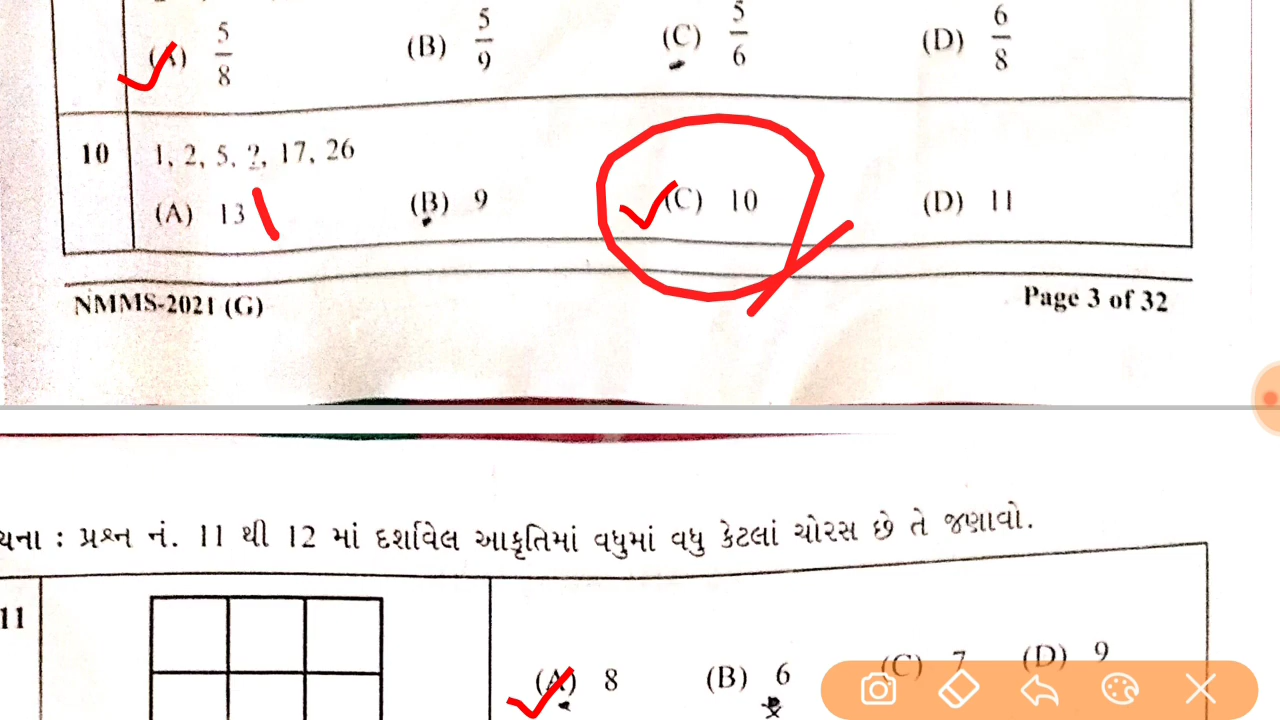 (A) 5/8 (B) 5/9 (C) 5/6 (D) 6/8
10 1, 2, 5, ?, 17, 26
(A) 13 (B) 9 (C) 10 (D) 11
NMMS-2021 (G) Page 3 of 32
પ્રશ્ન નં. 11 થી 12 માં દર્શાવેલ આકૃતિમાં વધુમાં વધુ કેટલાં ચોરસ છે તે જણાવો.
11
(A) 8 (B) 6 (C) 7 (D) 9